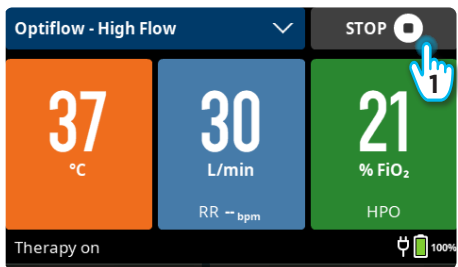 Optiflow - High Flow STOP
1
37 30 21
°C L/min % FiO₂
RR -- bpm HPO
Therapy on 100%